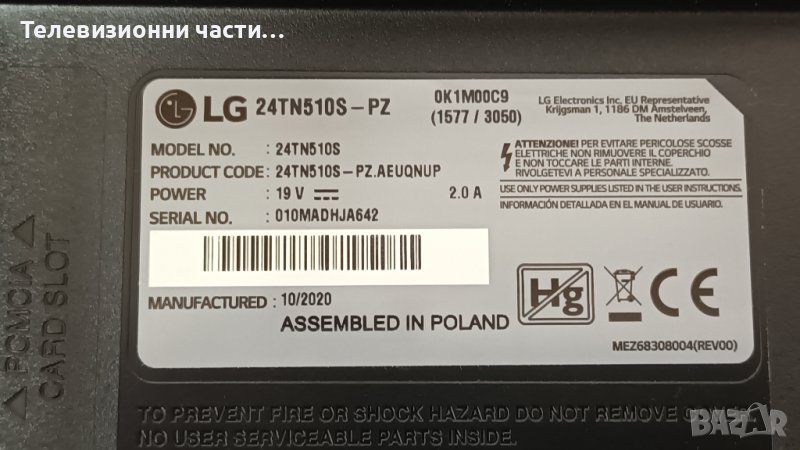 Телевизионни части...
LG 24TN510S-PZ
0K1M00C9
(1577 / 3050)
LG Electronics Inc. EU Representative
Krijgsman 1, 1186 DM Amstelveen,
The Netherlands
MODEL NO. : 24TN510S
PRODUCT CODE : 24TN510S-PZ.AEUQNUP
POWER : 19 V ⎓ 2.0 A
SERIAL NO. : 010MADHJA642
ATTENZIONE! PER EVITARE PERICOLOSE SCOSSE
ELETTRICHE NON RIMUOVERE IL COPERCHIO
E NON TOCCARE LE PARTI INTERNE.
RIVOLGETEVI A PERSONALE SPECIALIZZATO.
USE ONLY POWER SUPPLIES LISTED IN THE USER INSTRUCTIONS.
INFORMACIÓN DETALLADA EN EL MANUAL DE USUARIO.
MANUFACTURED : 10/2020
ASSEMBLED IN POLAND
Hg
CE
MEZ68308004(REV00)
PCMCIA
CARD SLOT
TO PREVENT FIRE OR SHOCK HAZARD DO NOT REMOVE COVER.
NO USER SERVICEABLE PARTS INSIDE.
BAZAR